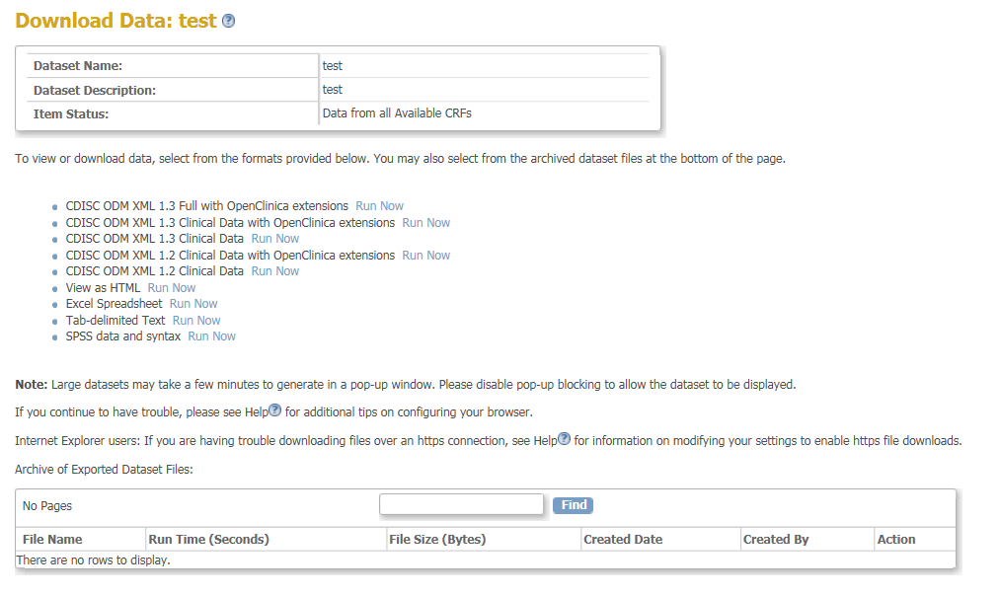 Download Data: test ?
Dataset Name: test
Dataset Description: test
Item Status: Data from all Available CRFs
To view or download data, select from the formats provided below. You may also select from the archived dataset files at the bottom of the page.
CDISC ODM XML 1.3 Full with OpenClinica extensions Run Now
CDISC ODM XML 1.3 Clinical Data with OpenClinica extensions Run Now
CDISC ODM XML 1.3 Clinical Data Run Now
CDISC ODM XML 1.2 Clinical Data with OpenClinica extensions Run Now
CDISC ODM XML 1.2 Clinical Data Run Now
View as HTML Run Now
Excel Spreadsheet Run Now
Tab-delimited Text Run Now
SPSS data and syntax Run Now
Note: Large datasets may take a few minutes to generate in a pop-up window. Please disable pop-up blocking to allow the dataset to be displayed.
If you continue to have trouble, please see Help? for additional tips on configuring your browser.
Internet Explorer users: If you are having trouble downloading files over an https connection, see Help? for information on modifying your settings to enable https file downloads.
Archive of Exported Dataset Files:
No Pages Find
File Name Run Time (Seconds) File Size (Bytes) Created Date Created By Action
There are no rows to display.